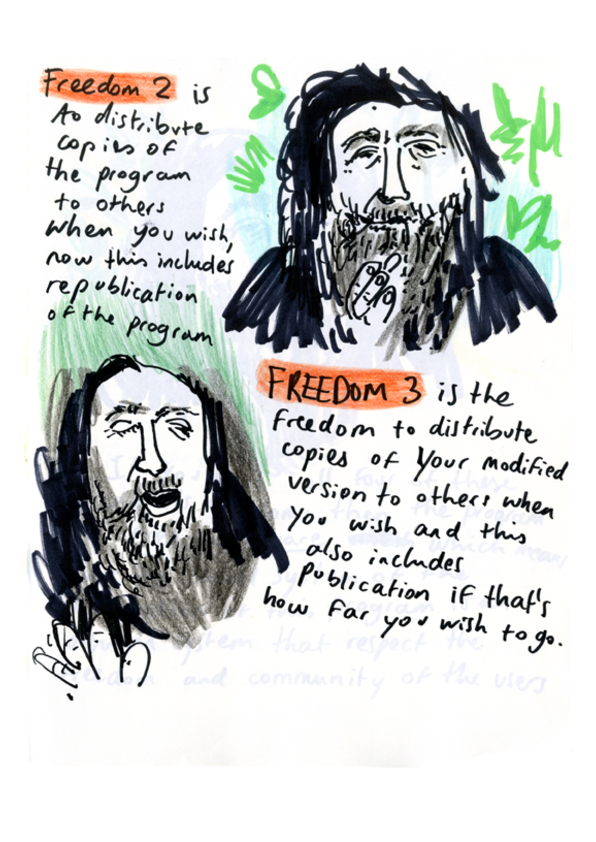 Freedom 2 is
to distribute
copies of
the program
to others
when you wish,
now this includes
republication
of the program
FREEDOM 3 is the
freedom to distribute
copies of your modified
version to others when
you wish and this
also includes
publication if that's
how far you wish to go.
system that respect the
and community of the users